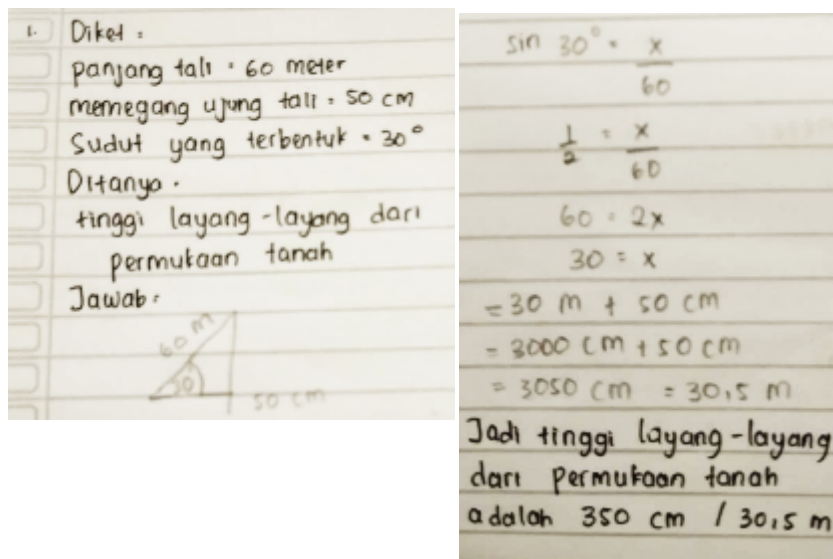 1. Diket :
panjang tali = 60 meter
memegang ujung tali = 50 cm
Sudut yang terbentuk = 30°
Ditanya :
tinggi layang-layang dari
permukaan tanah
Jawab :
60 m
30°
50 cm
sin 30° = x/60
1/2 = x/60
60 = 2x
30 = x
= 30 m + 50 cm
= 3000 cm + 50 cm
= 3050 cm = 30,5 m
Jadi tinggi layang-layang
dari permukaan tanah
adalah 350 cm / 30,5 m